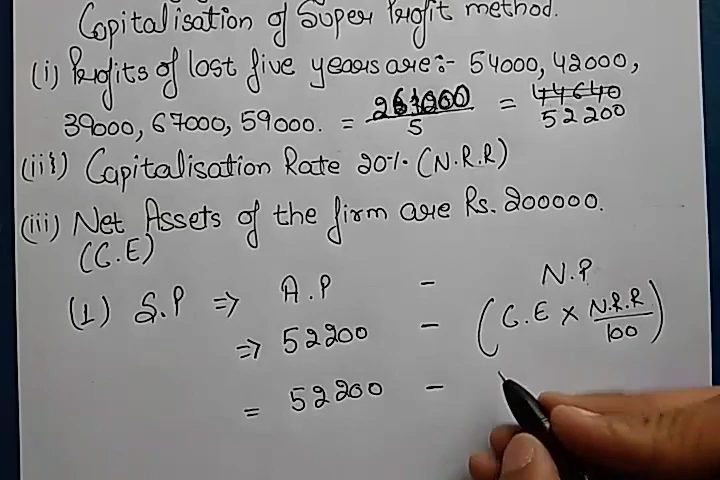 Capitalisation of Super Profit method.
(i) Profits of last five years are:- 54000, 42000,
39000, 67000, 59000. = 261000/5 = 44640 52200
(ii) Capitalisation Rate 20% (N.R.R)
(iii) Net Assets of the firm are Rs. 200000.
(C.E)
(1) S.P ⇒ A.P - N.P
⇒ 52200 - (C.E × N.R.R/100)
= 52200 -